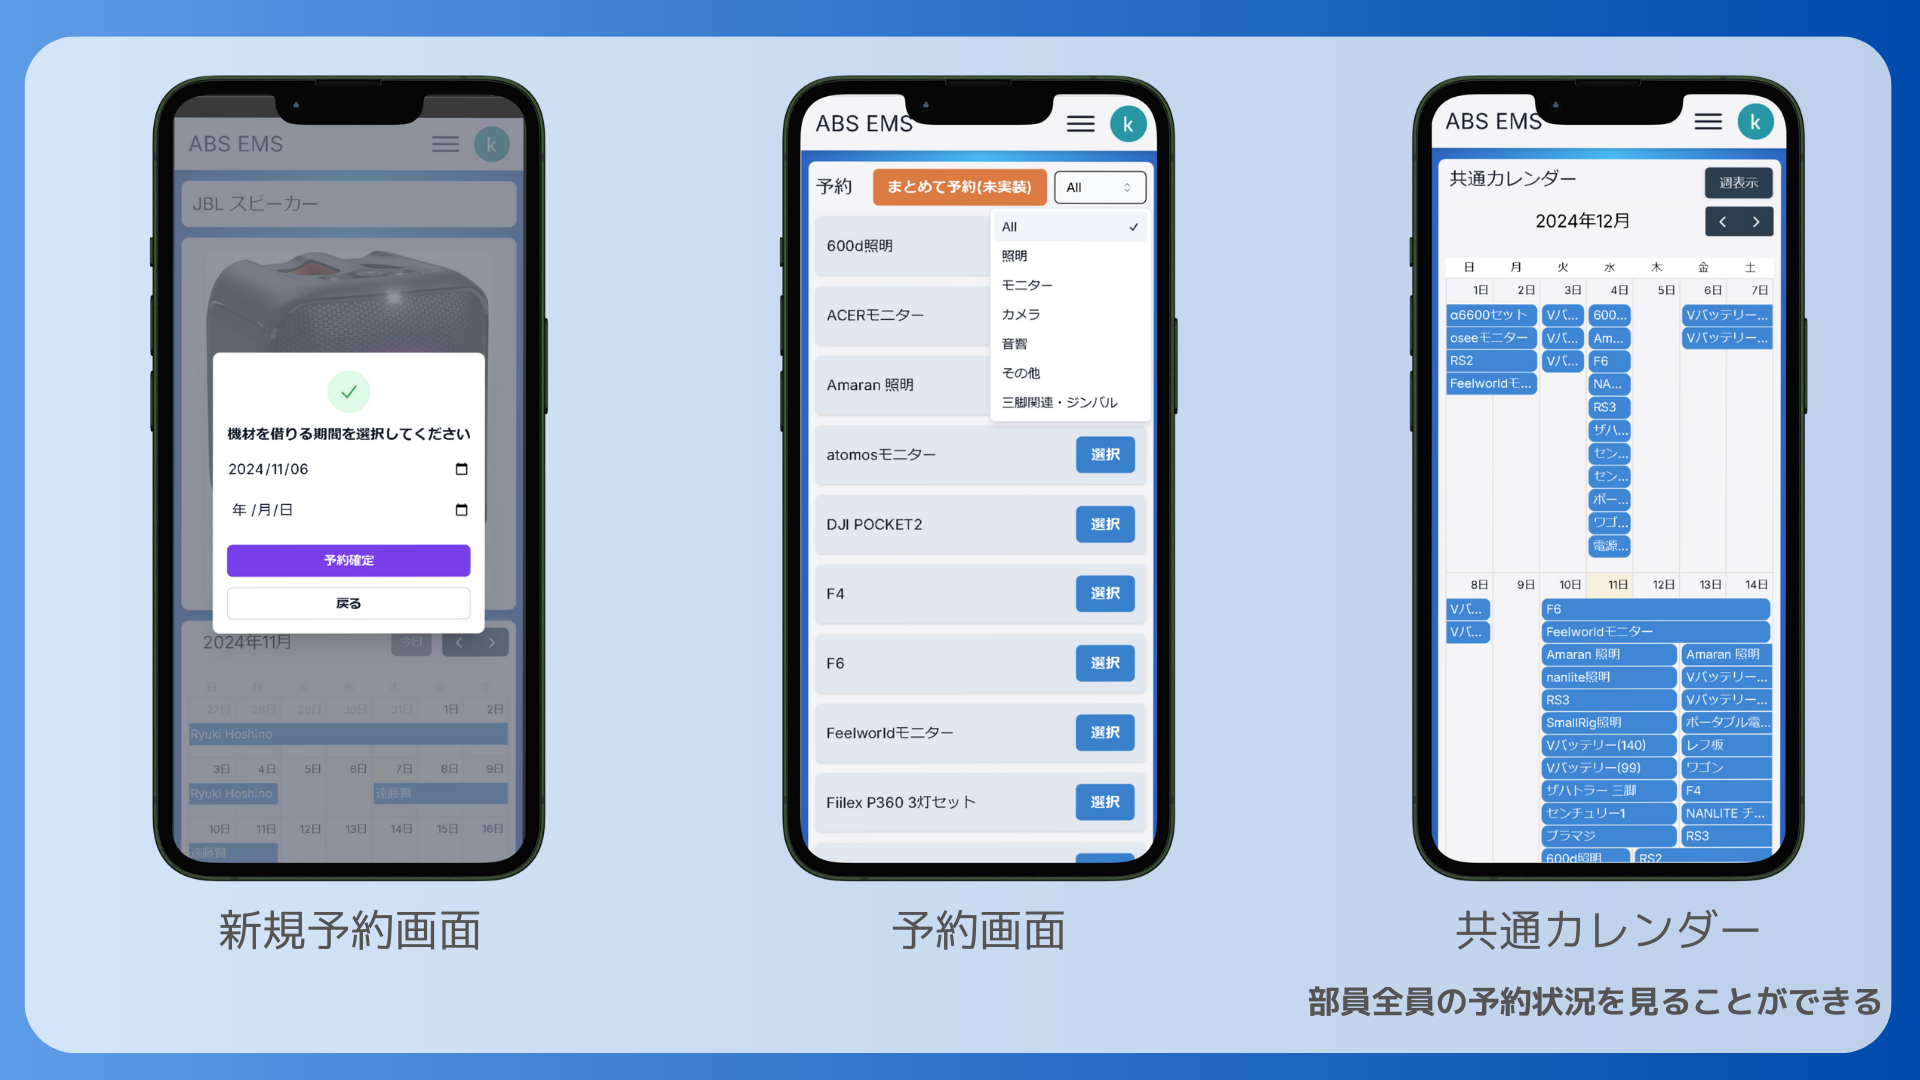 ABS EMS
k
JBL スピーカー
機材を借りる期間を選択してください
2024/11/06
年 /月/日
予約確定
戻る
2024年11月
今日
日 月 火 水 木 金 土
27日 28日 29日 30日 31日 1日 2日
Ryuki Hoshino
3日 4日 5日 6日 7日 8日 9日
Ryuki Hoshino 遠藤賢
10日 11日 12日 13日 14日 15日 16日
遠藤賢
新規予約画面
ABS EMS
k
予約
まとめて予約(未実装)
All
All
照明
モニター
カメラ
音響
その他
三脚関連・ジンバル
600d照明
ACERモニター
Amaran 照明
atomosモニター 選択
DJI POCKET2 選択
F4 選択
F6 選択
Feelworldモニター 選択
Fiilex P360 3灯セット 選択
予約画面
ABS EMS
k
共通カレンダー
週表示
2024年12月
日 月 火 水 木 金 土
1日 2日 3日 4日 5日 6日 7日
α6600セット Vバ... 600... Vバッテリー...
oseeモニター Vバ... Am... Vバッテリー...
RS2 Vバ... F6
Feelworldモ... NA...
RS3
ザハ...
セン...
セン...
ポー...
ワゴ...
電源...
8日 9日 10日 11日 12日 13日 14日
Vバ... F6
Vバ... Feelworldモニター
Amaran 照明 Amaran 照明
nanlite照明 Vバッテリー...
RS3 Vバッテリー...
SmallRig照明 ポータブル電...
Vバッテリー(140) レフ板
Vバッテリー(99) ワゴン
ザハトラー 三脚 F4
センチュリー1 NANLITE チ...
ブラマジ RS3
600d照明 RS2
共通カレンダー
部員全員の予約状況を見ることができる